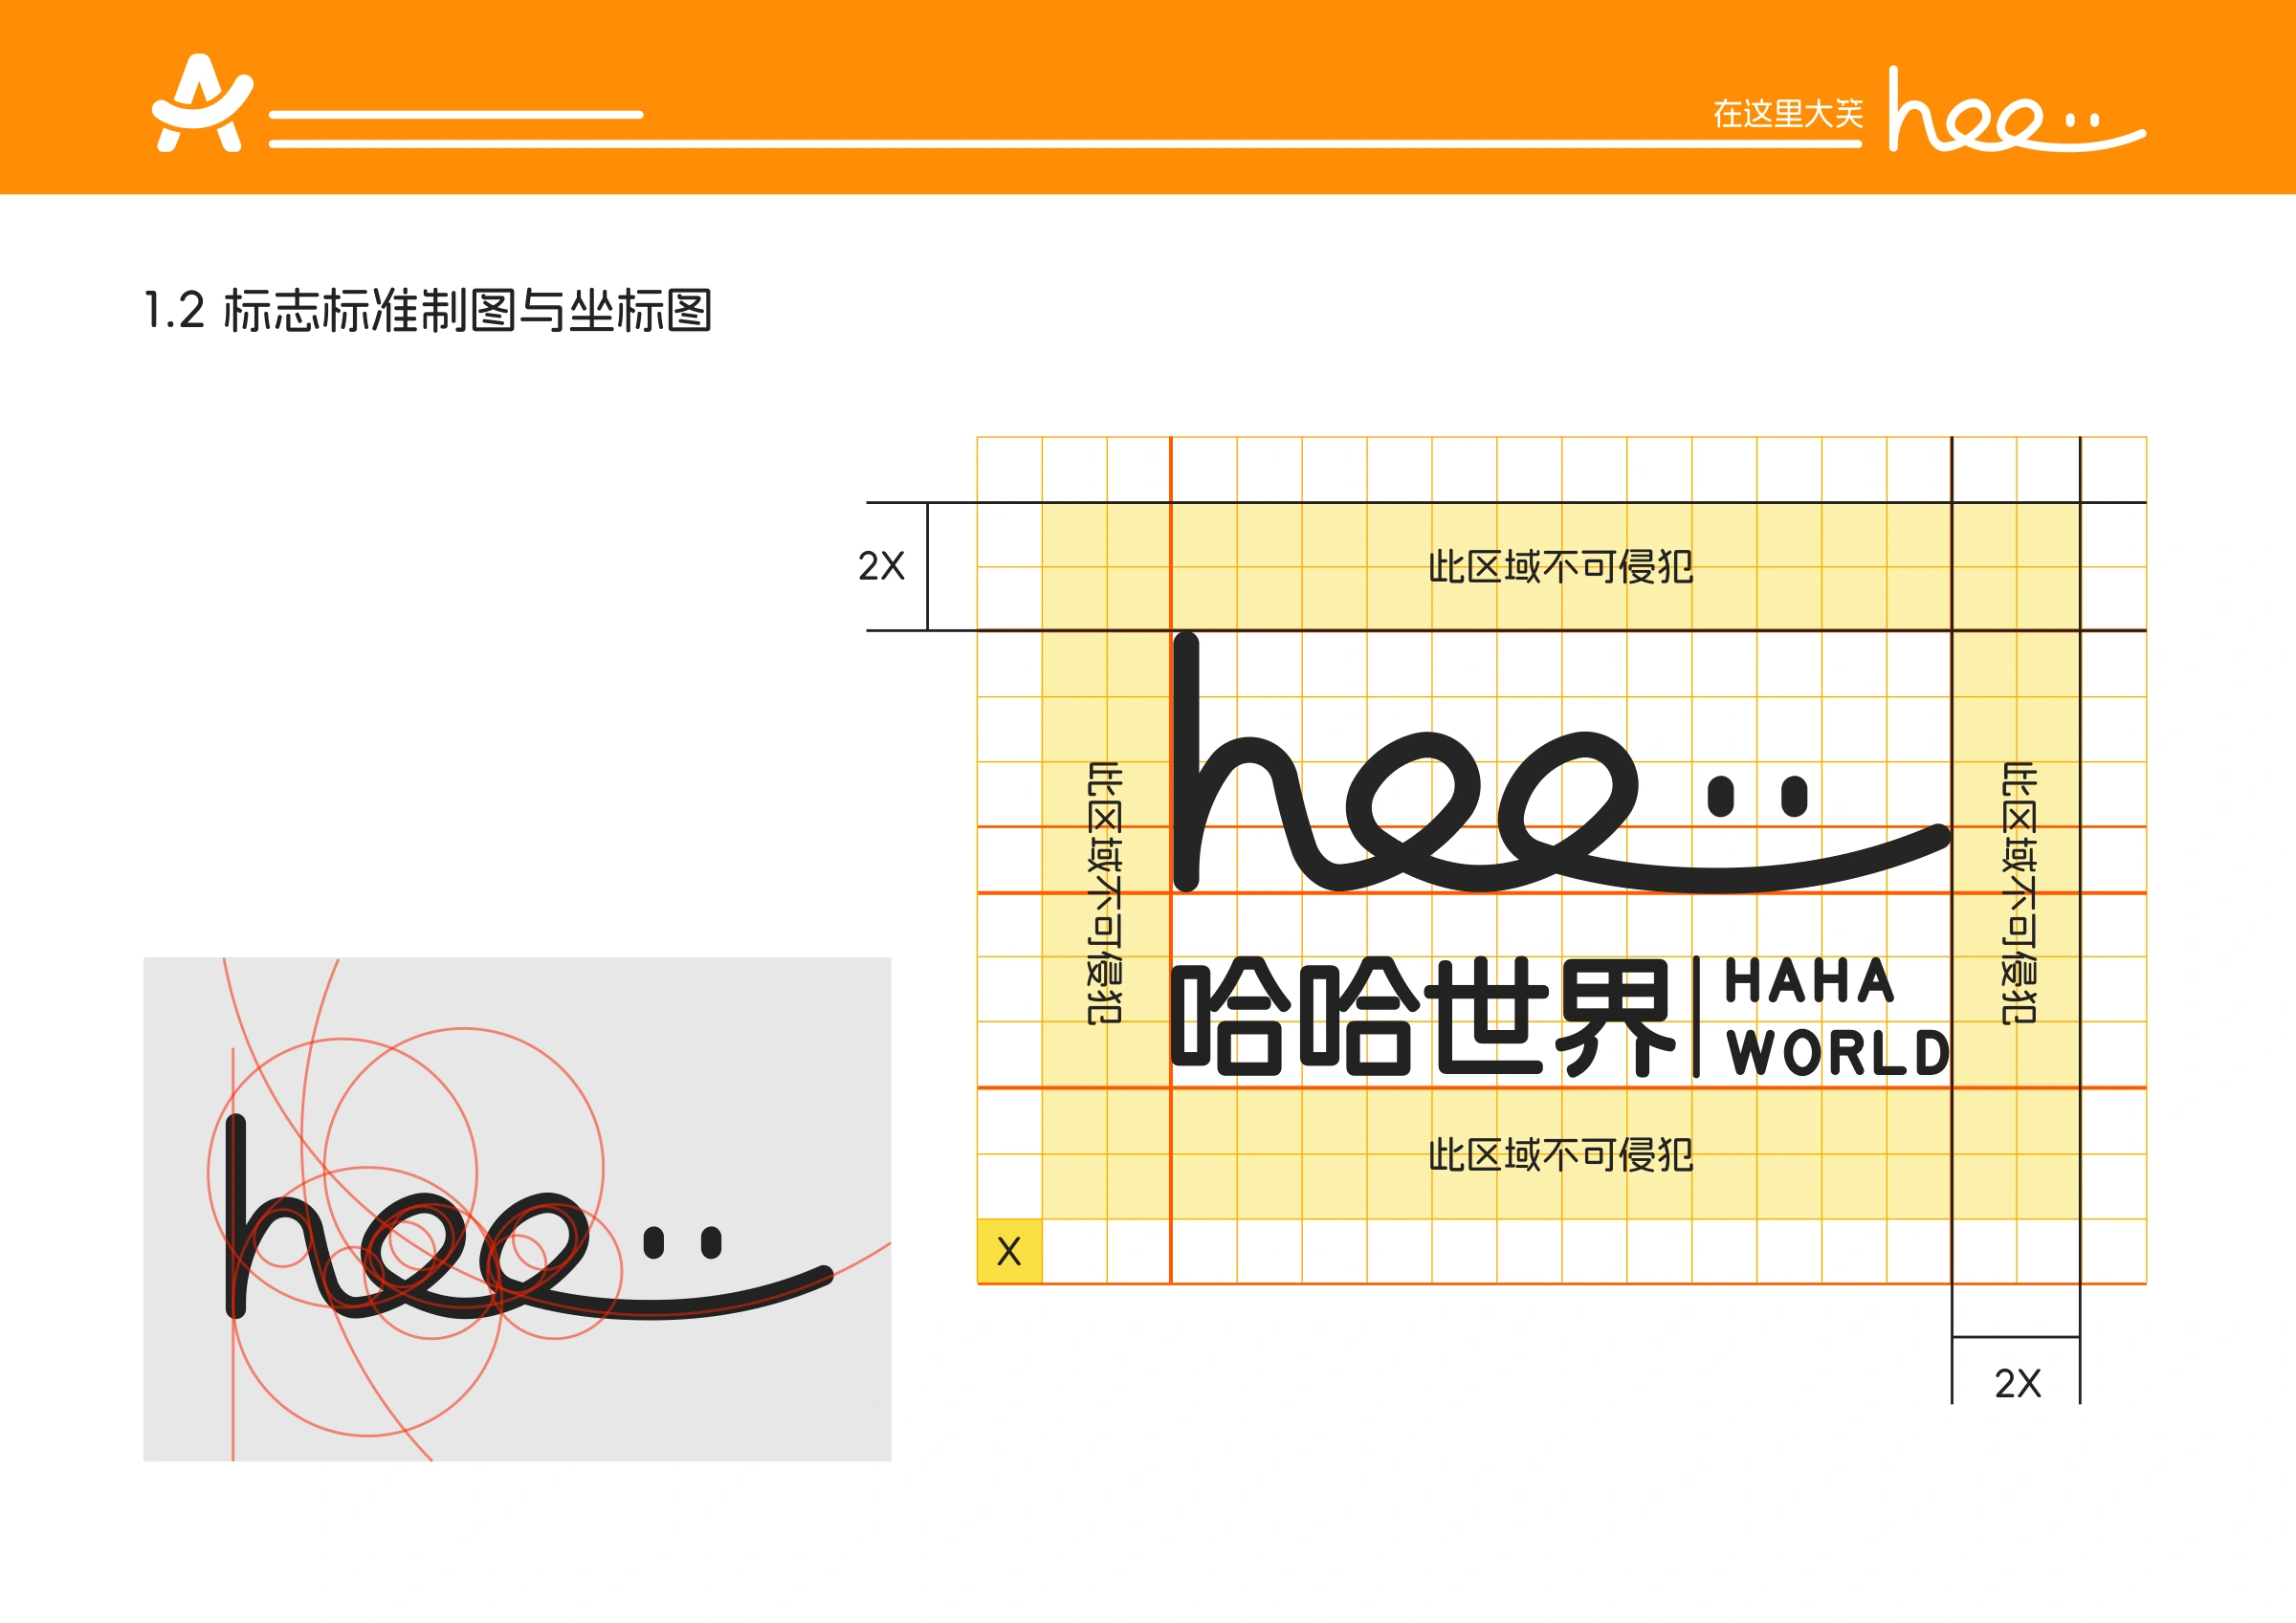 在这里大笑
hee
1.2 标志标准制图与坐标图
2X
此区域不可侵犯
hee
此区域不可侵犯
此区域不可侵犯
哈哈世界
HAHA
WORLD
此区域不可侵犯
X
2X
hee